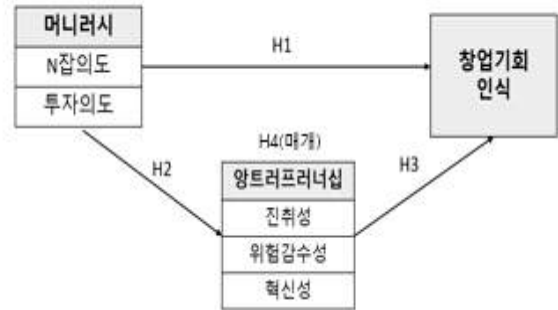 머니러시
N잡의도
투자의도
H1
창업기회
인식
H4(매개)
H2
H3
앙트러프러너십
진취성
위험감수성
혁신성